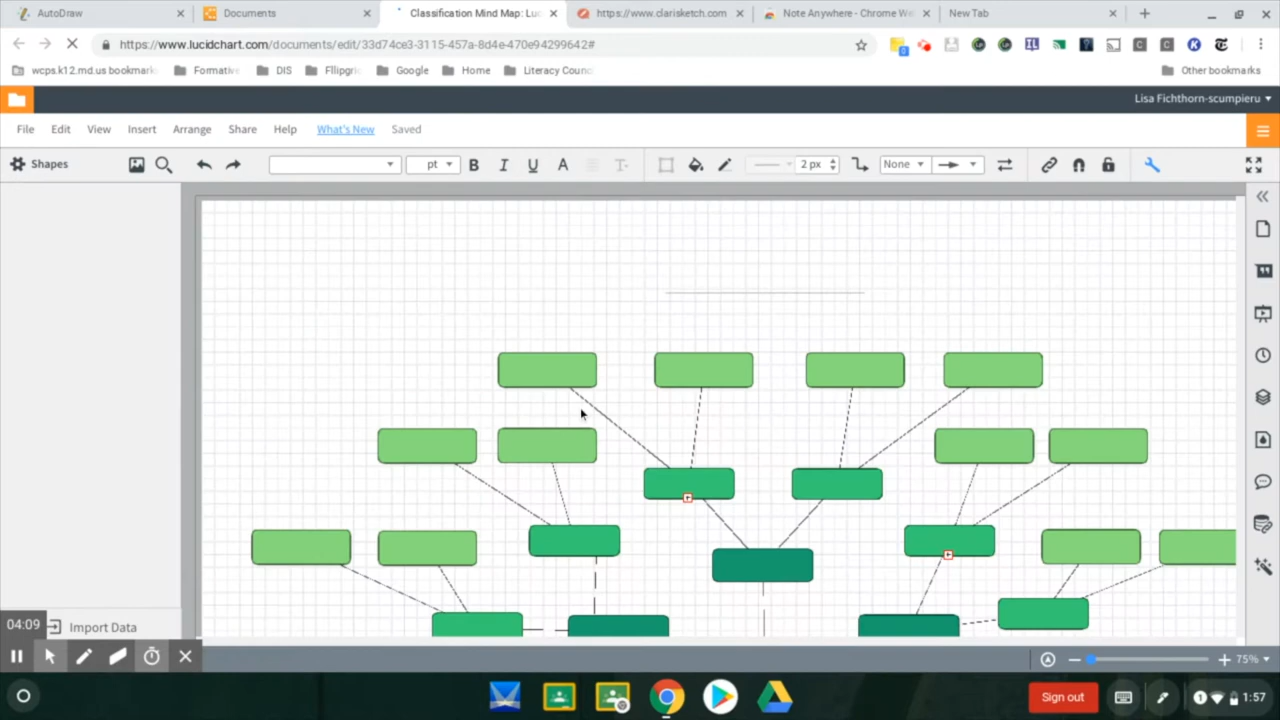 AutoDraw
Documents
Classification Mind Map: Luc
https://www.clarisketch.com
Note Anywhere - Chrome We
New Tab
https://www.lucidchart.com/documents/edit/33d74ce3-3115-457a-8d4e-470e94299642#
wcps.k12.md.us bookmark
Formative
DIS
Fllipgri
Google
Home
Literacy Counc
Other bookmarks
Lisa Fichthorn-scumpieru
File Edit View Insert Arrange Share Help What's New Saved
Shapes
pt
B I U A
2 px
None
04:09
Import Data
75%
Sign out
1:57